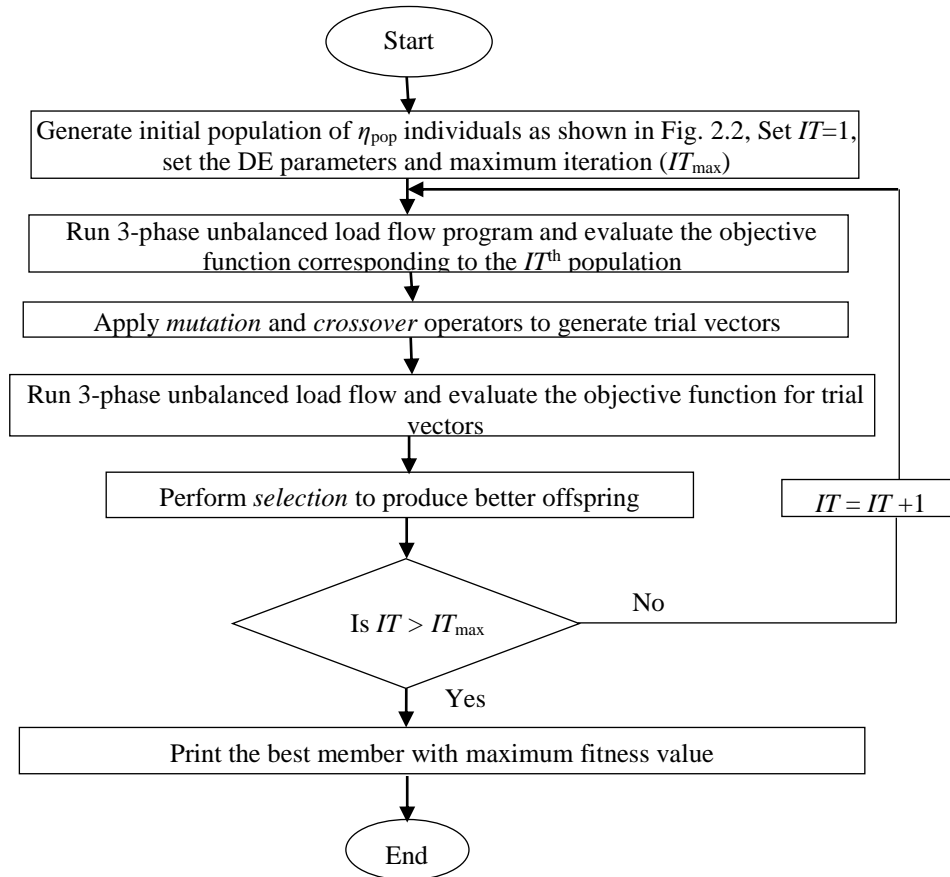 Start
Generate initial population of ηpop individuals as shown in Fig. 2.2, Set IT=1,
set the DE parameters and maximum iteration (ITmax)
Run 3-phase unbalanced load flow program and evaluate the objective
function corresponding to the ITth population
Apply mutation and crossover operators to generate trial vectors
Run 3-phase unbalanced load flow and evaluate the objective function for trial
vectors
Perform selection to produce better offspring
IT = IT +1
Is IT > ITmax
No
Yes
Print the best member with maximum fitness value
End